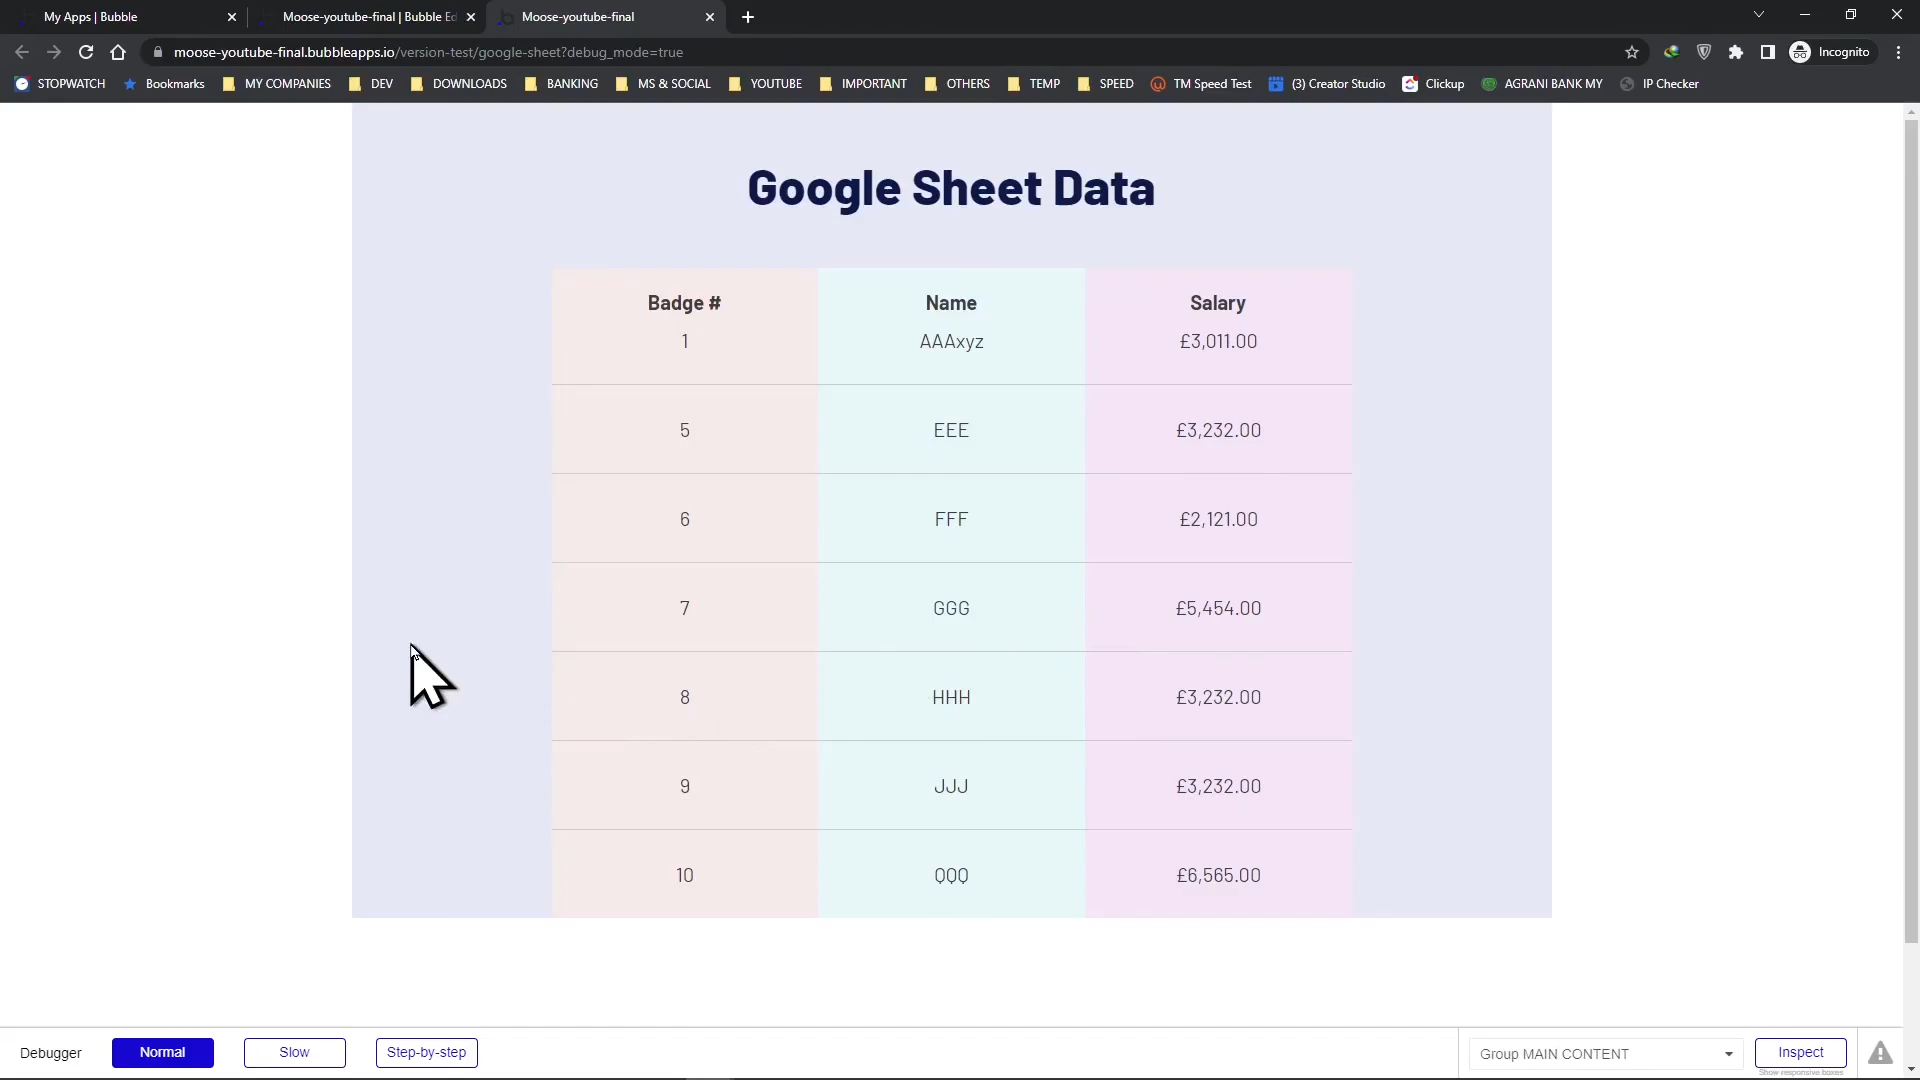 My Apps | Bubble
Moose-youtube-final | Bubble Ed
Moose-youtube-final
moose-youtube-final.bubbleapps.io/version-test/google-sheet?debug_mode=true
Incognito
STOPWATCH Bookmarks MY COMPANIES DEV DOWNLOADS BANKING MS & SOCIAL YOUTUBE IMPORTANT OTHERS TEMP SPEED TM Speed Test (3) Creator Studio Clickup AGRANI BANK MY IP Checker
Google Sheet Data
Badge # Name Salary
1 AAAxyz £3,011.00
5 EEE £3,232.00
6 FFF £2,121.00
7 GGG £5,454.00
8 HHH £3,232.00
9 JJJ £3,232.00
10 QQQ £6,565.00
Debugger Normal Slow Step-by-step Group MAIN CONTENT Inspect
Show responsive boxes